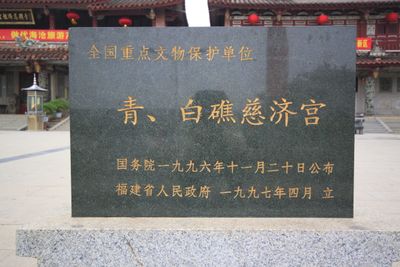 全国重点文物保护单位
青、白礁慈济宫
国务院一九九六年十一月二十日公布
福建省人民政府 一九九七年四月 立